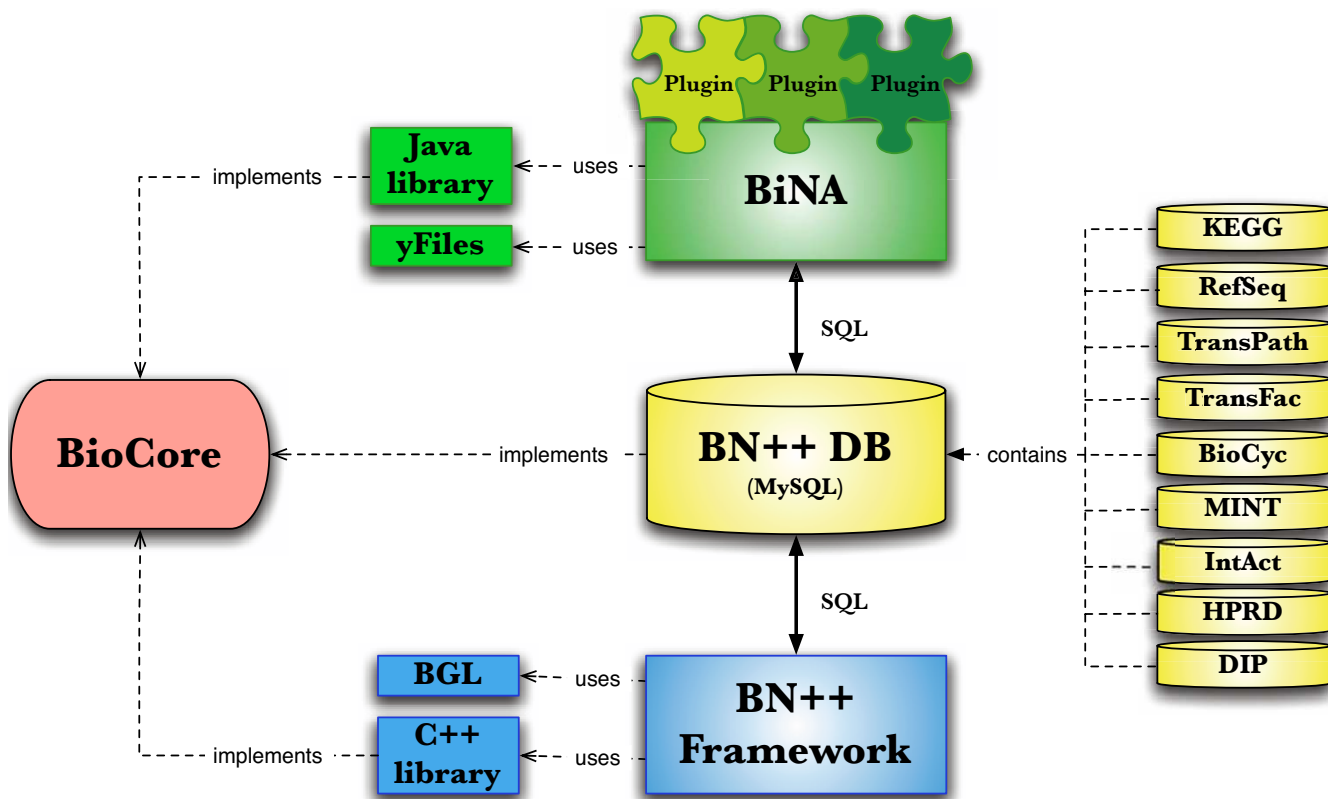 Plugin
Plugin
Plugin
Java
library
implements
uses
BiNA
yFiles
uses
SQL
KEGG
RefSeq
TransPath
TransFac
BioCyc
MINT
IntAct
HPRD
DIP
BioCore
implements
BN++ DB
(MySQL)
contains
SQL
BGL
uses
BN++
Framework
C++
library
implements
uses